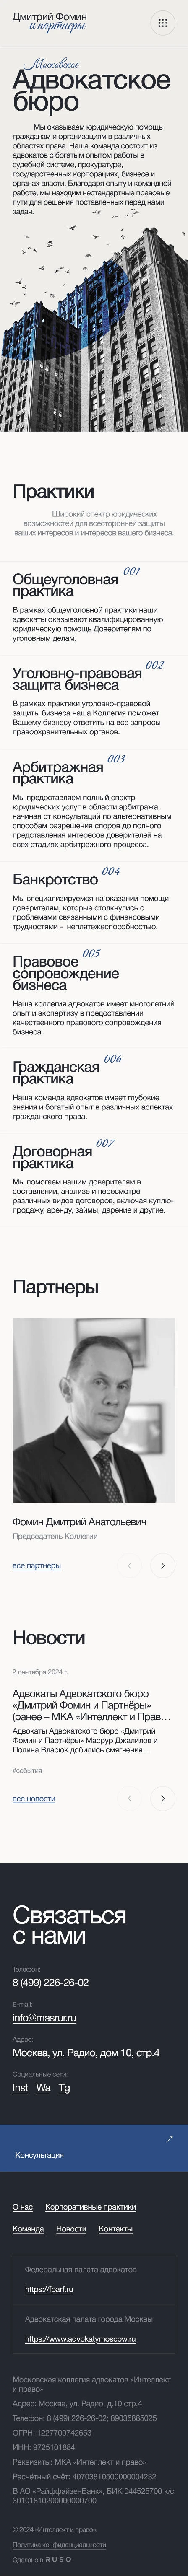 Дмитрий Фомин
и партнеры
Московское
Адвокатское
бюро
Мы оказываем юридическую помощь
гражданам и организациям в различных
областях права. Наша команда состоит из
адвокатов с богатым опытом работы в
судебной системе, прокуратуре,
государственных корпорациях, бизнесе и
органах власти. Благодаря опыту и командной
работе, мы находим нестандартные правовые
пути для решения поставленных перед нами
задач.
Практики
Широкий спектр юридических
возможностей для всесторонней защиты
ваших интересов и интересов вашего бизнеса.
001
Общеуголовная
практика
В рамках общеуголовной практики наши
адвокаты оказывают квалифицированную
юридическую помощь Доверителям по
уголовным делам.
002
Уголовно-правовая
защита бизнеса
В рамках практики уголовно-правовой
защиты бизнеса наша Коллегия поможет
Вашему бизнесу ответить на все запросы
правоохранительных органов.
003
Арбитражная
практика
Мы предоставляем полный спектр
юридических услуг в области арбитража,
начиная от консультаций по альтернативным
способам разрешения споров до полного
представления интересов доверителей на
всех стадиях арбитражного процесса.
004
Банкротство
Мы специализируемся на оказании помощи
доверителям, которые столкнулись с
проблемами связанными с финансовыми
трудностями - неплатежеспособностью.
005
Правовое
сопровождение
бизнеса
Наша коллегия адвокатов имеет многолетний
опыт и экспертизу в предоставлении
качественного правового сопровождения
бизнеса.
006
Гражданская
практика
Наша команда адвокатов имеет глубокие
знания и богатый опыт в различных аспектах
гражданского права.
007
Договорная
практика
Мы помогаем нашим доверителям в
составлении, анализе и пересмотре
различных видов договоров, включая куплю-
продажу, аренду, займы, дарение и другие.
Партнеры
Фомин Дмитрий Анатольевич
Председатель Коллегии
все партнеры
Новости
2 сентября 2024 г.
Адвокаты Адвокатского бюро
«Дмитрий Фомин и Партнёры»
(ранее – МКА «Интеллект и Прав…
Адвокаты Адвокатского бюро «Дмитрий
Фомин и Партнёры» Масрур Джалилов и
Полина Власюк добились смягчения…
#события
все новости
Связаться
с нами
Телефон:
8 (499) 226-26-02
E-mail:
info@masrur.ru
Адрес:
Москва, ул. Радио, дом 10, стр.4
Социальные сети:
Inst Wa Tg
Консультация
О нас Корпоративные практики
Команда Новости Контакты
Федеральная палата адвокатов
https://fparf.ru
Адвокатская палата города Москвы
https://www.advokatymoscow.ru
Московская коллегия адвокатов «Интеллект
и право»
Адрес: Москва, ул. Радио, д.10 стр.4
Телефон: 8 (499) 226-26-02; 89035885025
ОГРН: 1227700742653
ИНН: 9725101884
Реквизиты: МКА «Интеллект и право»
Расчётный счёт: 40703810500000004232
В АО «РайффайзенБанк», БИК 044525700 к/с
30101810200000000700
© 2024 «Интеллект и право».
Политика конфиденциальности
Сделано в RUSO